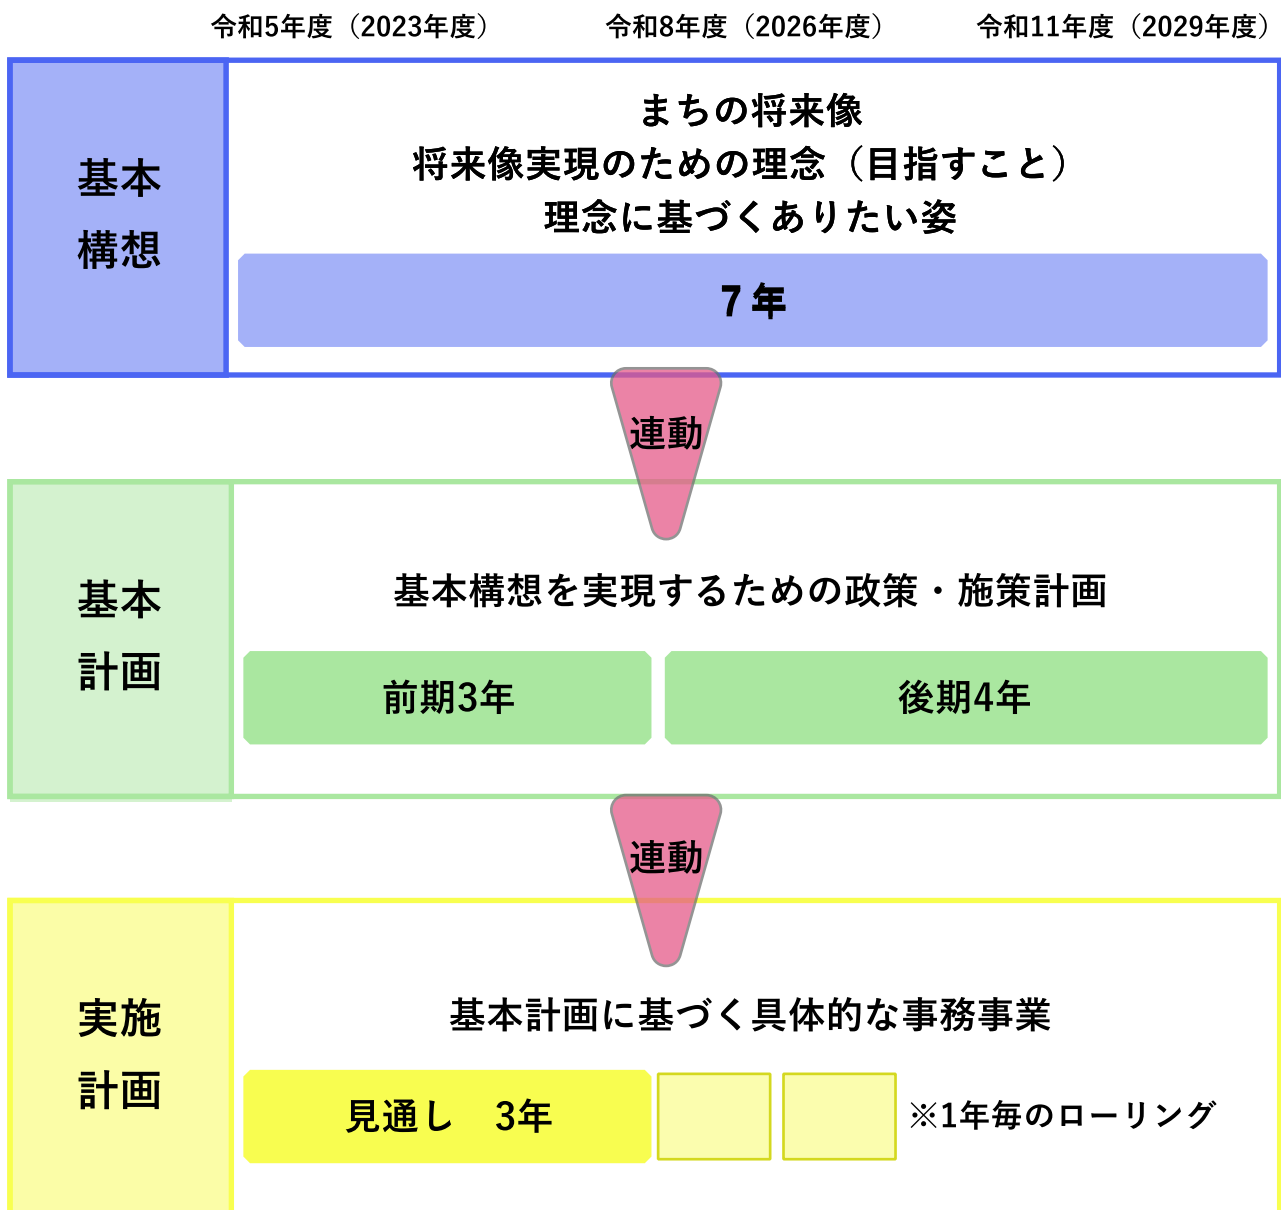 令和5年度（2023年度）
令和8年度（2026年度）
令和11年度（2029年度）
基本
構想
まちの将来像
将来像実現のための理念（目指すこと）
理念に基づくありたい姿
７年
連動
基本
計画
基本構想を実現するための政策・施策計画
前期3年
後期4年
連動
実施
計画
基本計画に基づく具体的な事務事業
見通し　3年
※1年毎のローリング